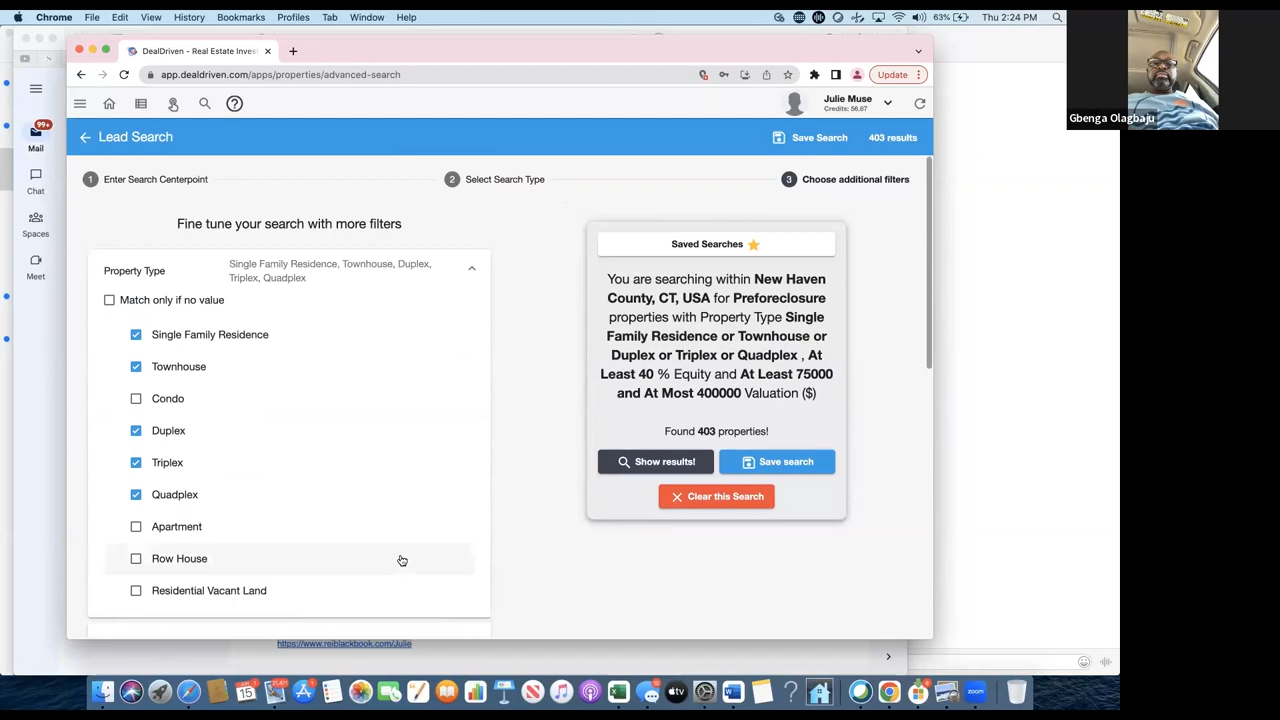 Chrome File Edit View History Bookmarks Profiles Tab Window Help 63% Thu 2:24 PM
DealDriven - Real Estate Invest
app.dealdriven.com/apps/properties/advanced-search
Update
Julie Muse
Credits: 56.67
Lead Search
Save Search 403 results
1 Enter Search Centerpoint
2 Select Search Type
3 Choose additional filters
Fine tune your search with more filters
Property Type
Single Family Residence, Townhouse, Duplex,
Triplex, Quadplex
Match only if no value
Single Family Residence
Townhouse
Condo
Duplex
Triplex
Quadplex
Apartment
Row House
Residential Vacant Land
Saved Searches
You are searching within New Haven
County, CT, USA for Preforeclosure
properties with Property Type Single
Family Residence or Townhouse or
Duplex or Triplex or Quadplex , At
Least 40 % Equity and At Least 75000
and At Most 400000 Valuation ($)
Found 403 properties!
Show results!
Save search
Clear this Search
99+
Mail
Chat
Spaces
Meet
https://www.reiblackbook.com/Julie
Gbenga Olagbaju
JUN
15
tv
zoom